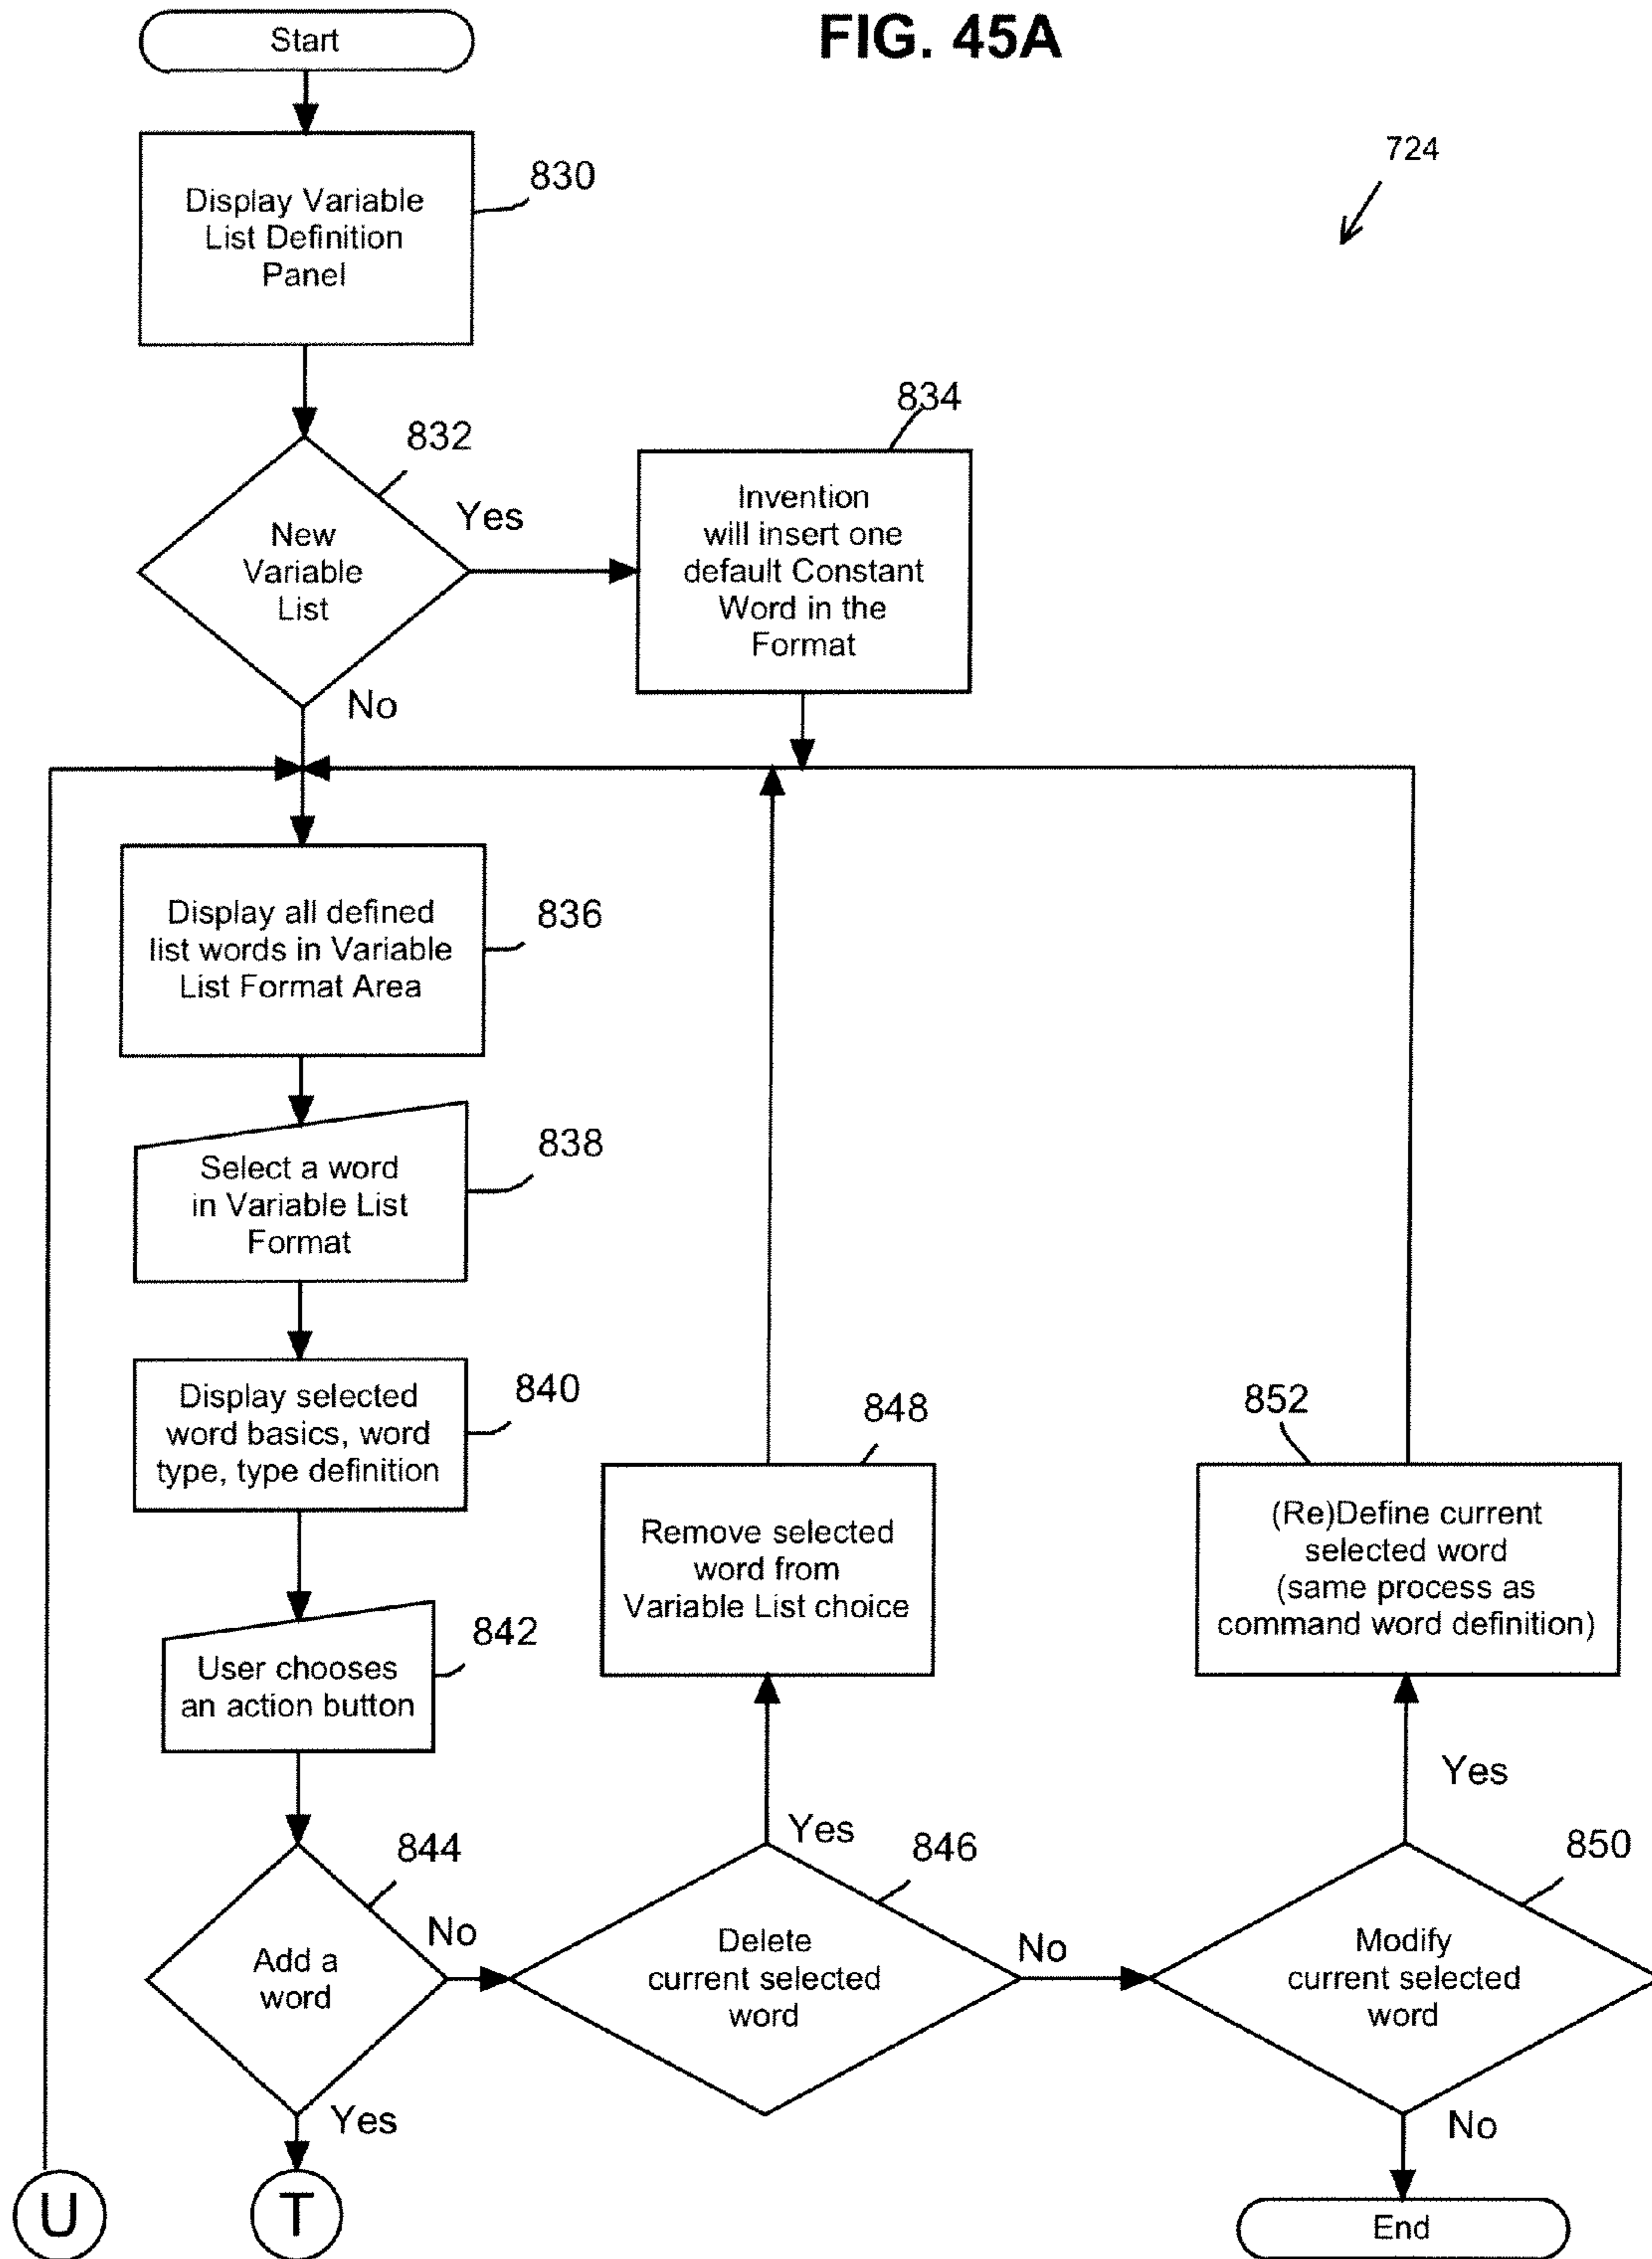 FIG. 45A
Start
724
Display Variable
List Definition
Panel
830
832
New
Variable
List
Yes
No
834
Invention
will insert one
default Constant
Word in the
Format
Display all defined
list words in Variable
List Format Area
836
Select a word
in Variable List
Format
838
Display selected
word basics, word
type, type definition
840
User chooses
an action button
842
848
Remove selected
word from
Variable List choice
852
(Re)Define current
selected word
(same process as
command word definition)
844
Add a
word
No
Yes
846
Delete
current selected
word
Yes
No
850
Modify
current selected
word
Yes
No
U
T
End